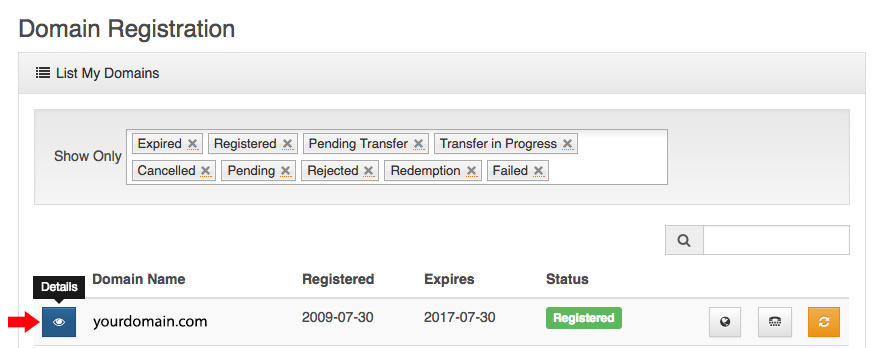 Domain Registration
List My Domains
Show Only
Expired Registered Pending Transfer Transfer in Progress
Cancelled Pending Rejected Redemption Failed
Details
Domain Name Registered Expires Status
yourdomain.com 2009-07-30 2017-07-30 Registered